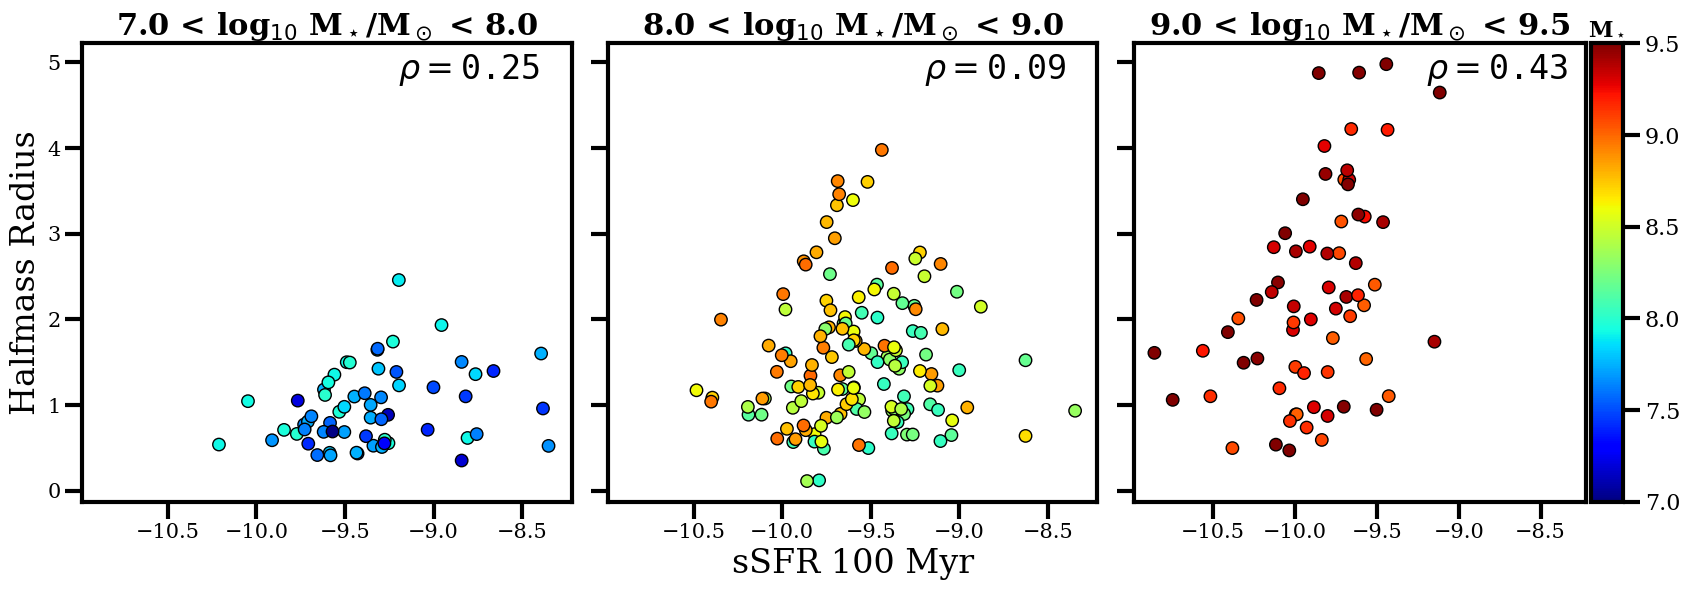 7.0 < log₁₀ M⋆/M⊙ < 8.0
8.0 < log₁₀ M⋆/M⊙ < 9.0
9.0 < log₁₀ M⋆/M⊙ < 9.5
M⋆
ρ = 0.25
ρ = 0.09
ρ = 0.43
Halfmass Radius
5
4
3
2
1
0
−10.5 −10.0 −9.5 −9.0 −8.5
−10.5 −10.0 −9.5 −9.0 −8.5
−10.5 −10.0 −9.5 −9.0 −8.5
sSFR 100 Myr
9.5
9.0
8.5
8.0
7.5
7.0